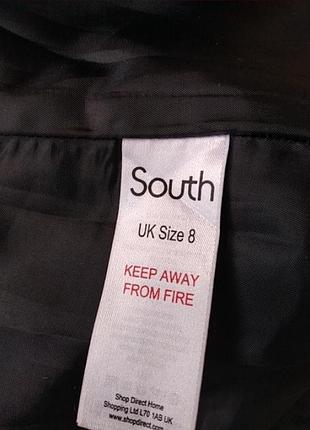 South
UK Size 8
KEEP AWAY
FROM FIRE
Shop Direct Home
Shopping Ltd L70 1AB UK
www.shopdirect.com